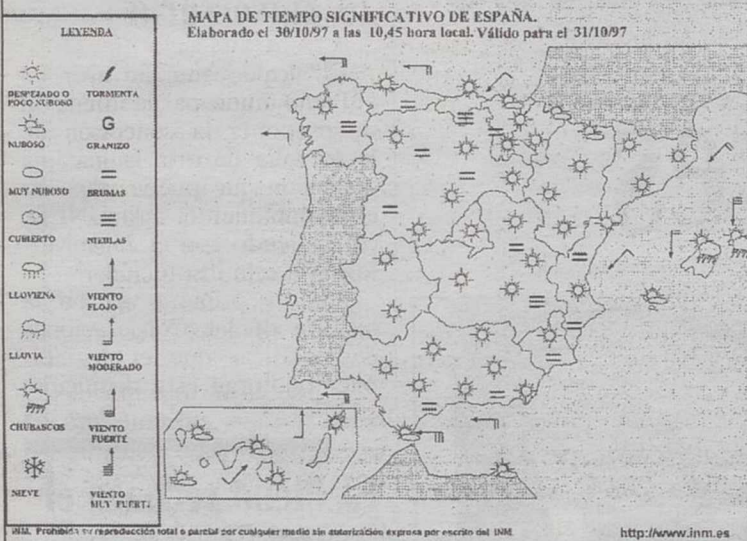 MAPA DE TIEMPO SIGNIFICATIVO DE ESPAÑA.
Elaborado el 30/10/97 a las 10,45 hora local. Válido para el 31/10/97
LEYENDA
DESPEJADO O POCO NUBOSO
TORMENTA
NUBOSO
G
GRANIZO
MUY NUBOSO
BRUMAS
CUBIERTO
NIEBLAS
LLOVIZNA
VIENTO FLOJO
LLUVIA
VIENTO MODERADO
CHUBASCOS
VIENTO FUERTE
NIEVE
VIENTO MUY FUERTE
INM. Prohibida su reproducción total o parcial por cualquier medio sin autorización expresa por escrito del INM.
http://www.inm.es